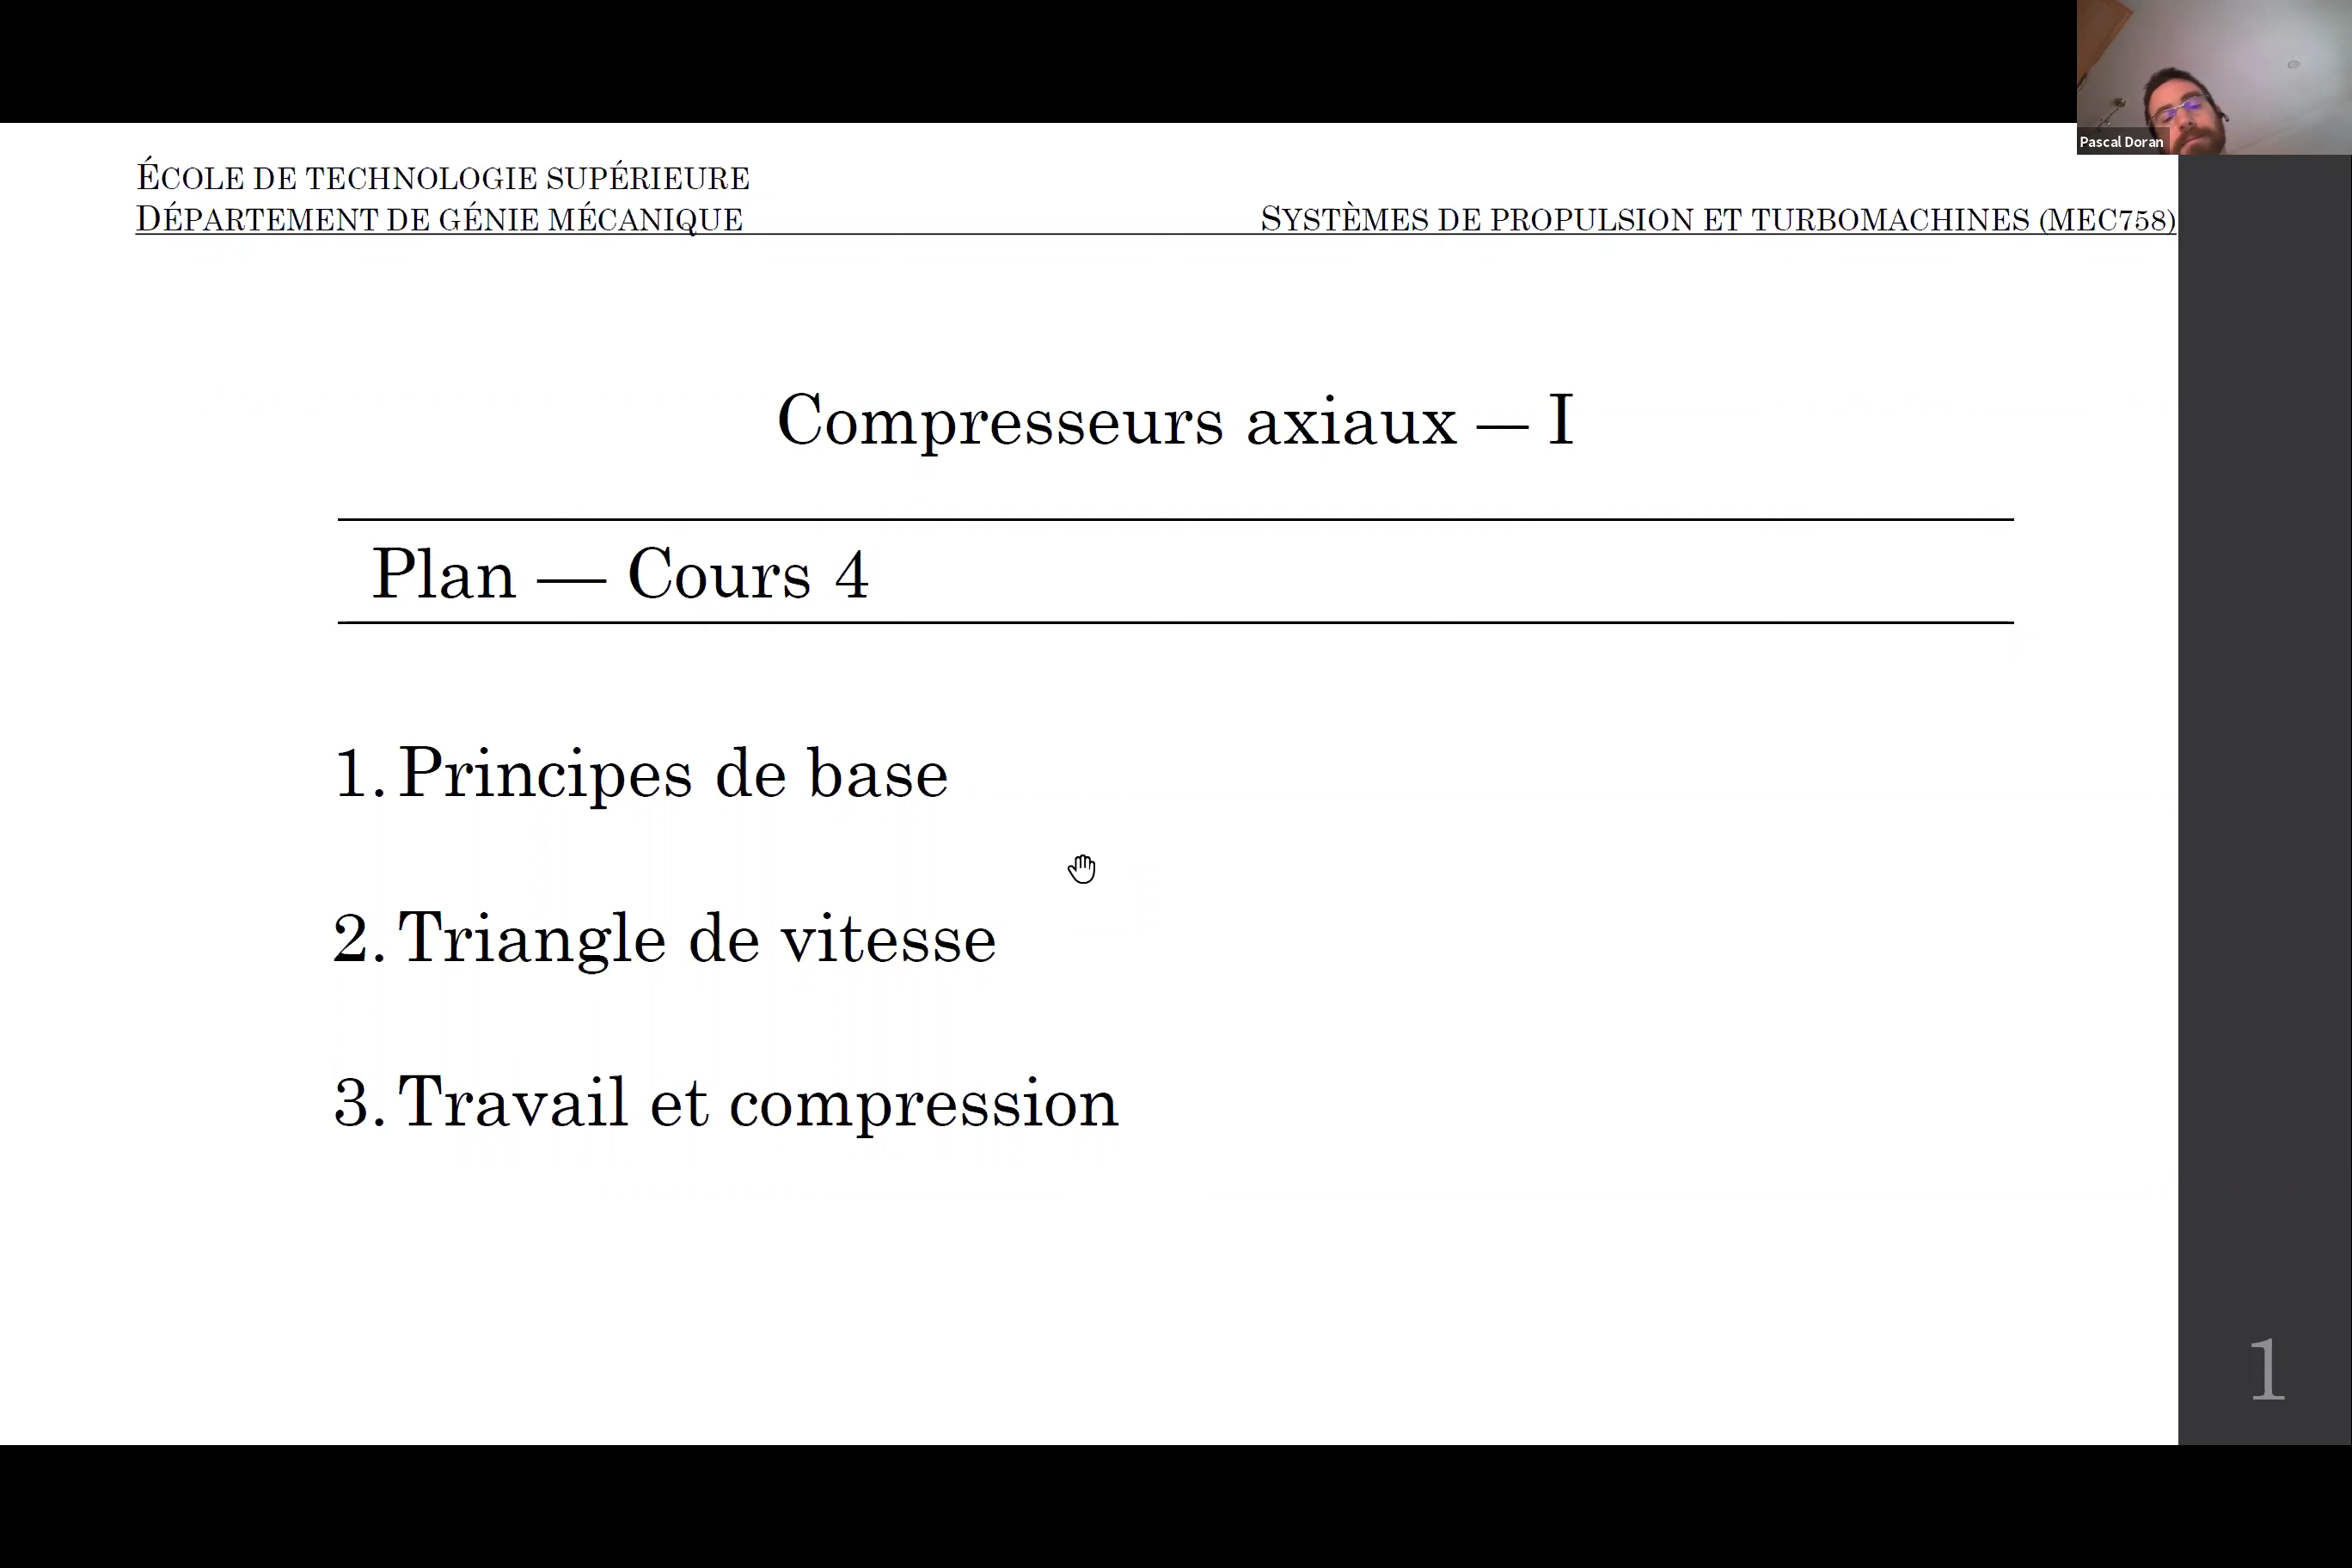 Pascal Doran
ÉCOLE DE TECHNOLOGIE SUPÉRIEURE
DÉPARTEMENT DE GÉNIE MÉCANIQUE
SYSTÈMES DE PROPULSION ET TURBOMACHINES (MEC758)
Compresseurs axiaux – I
Plan — Cours 4
1. Principes de base
2. Triangle de vitesse
3. Travail et compression
1